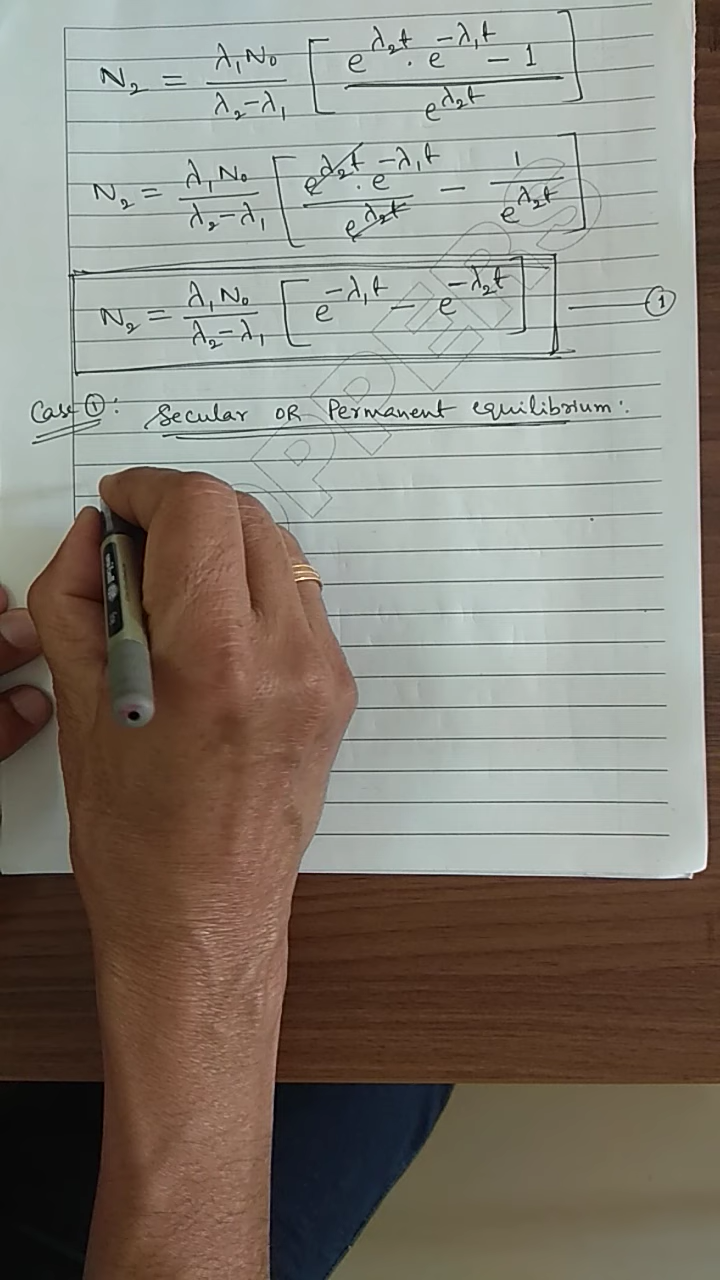 N₂ = λ₁N₀ / λ₂-λ₁ [ e^λ₂t . e^-λ₁t - 1 / e^λ₂t ]
N₂ = λ₁N₀ / λ₂-λ₁ [ e^λ₂t . e^-λ₁t / e^λ₂t - 1 / e^λ₂t ]
N₂ = λ₁N₀ / λ₂-λ₁ [ e^-λ₁t - e^-λ₂t ] — ①
Case ①: Secular OR Permanent equilibrium: